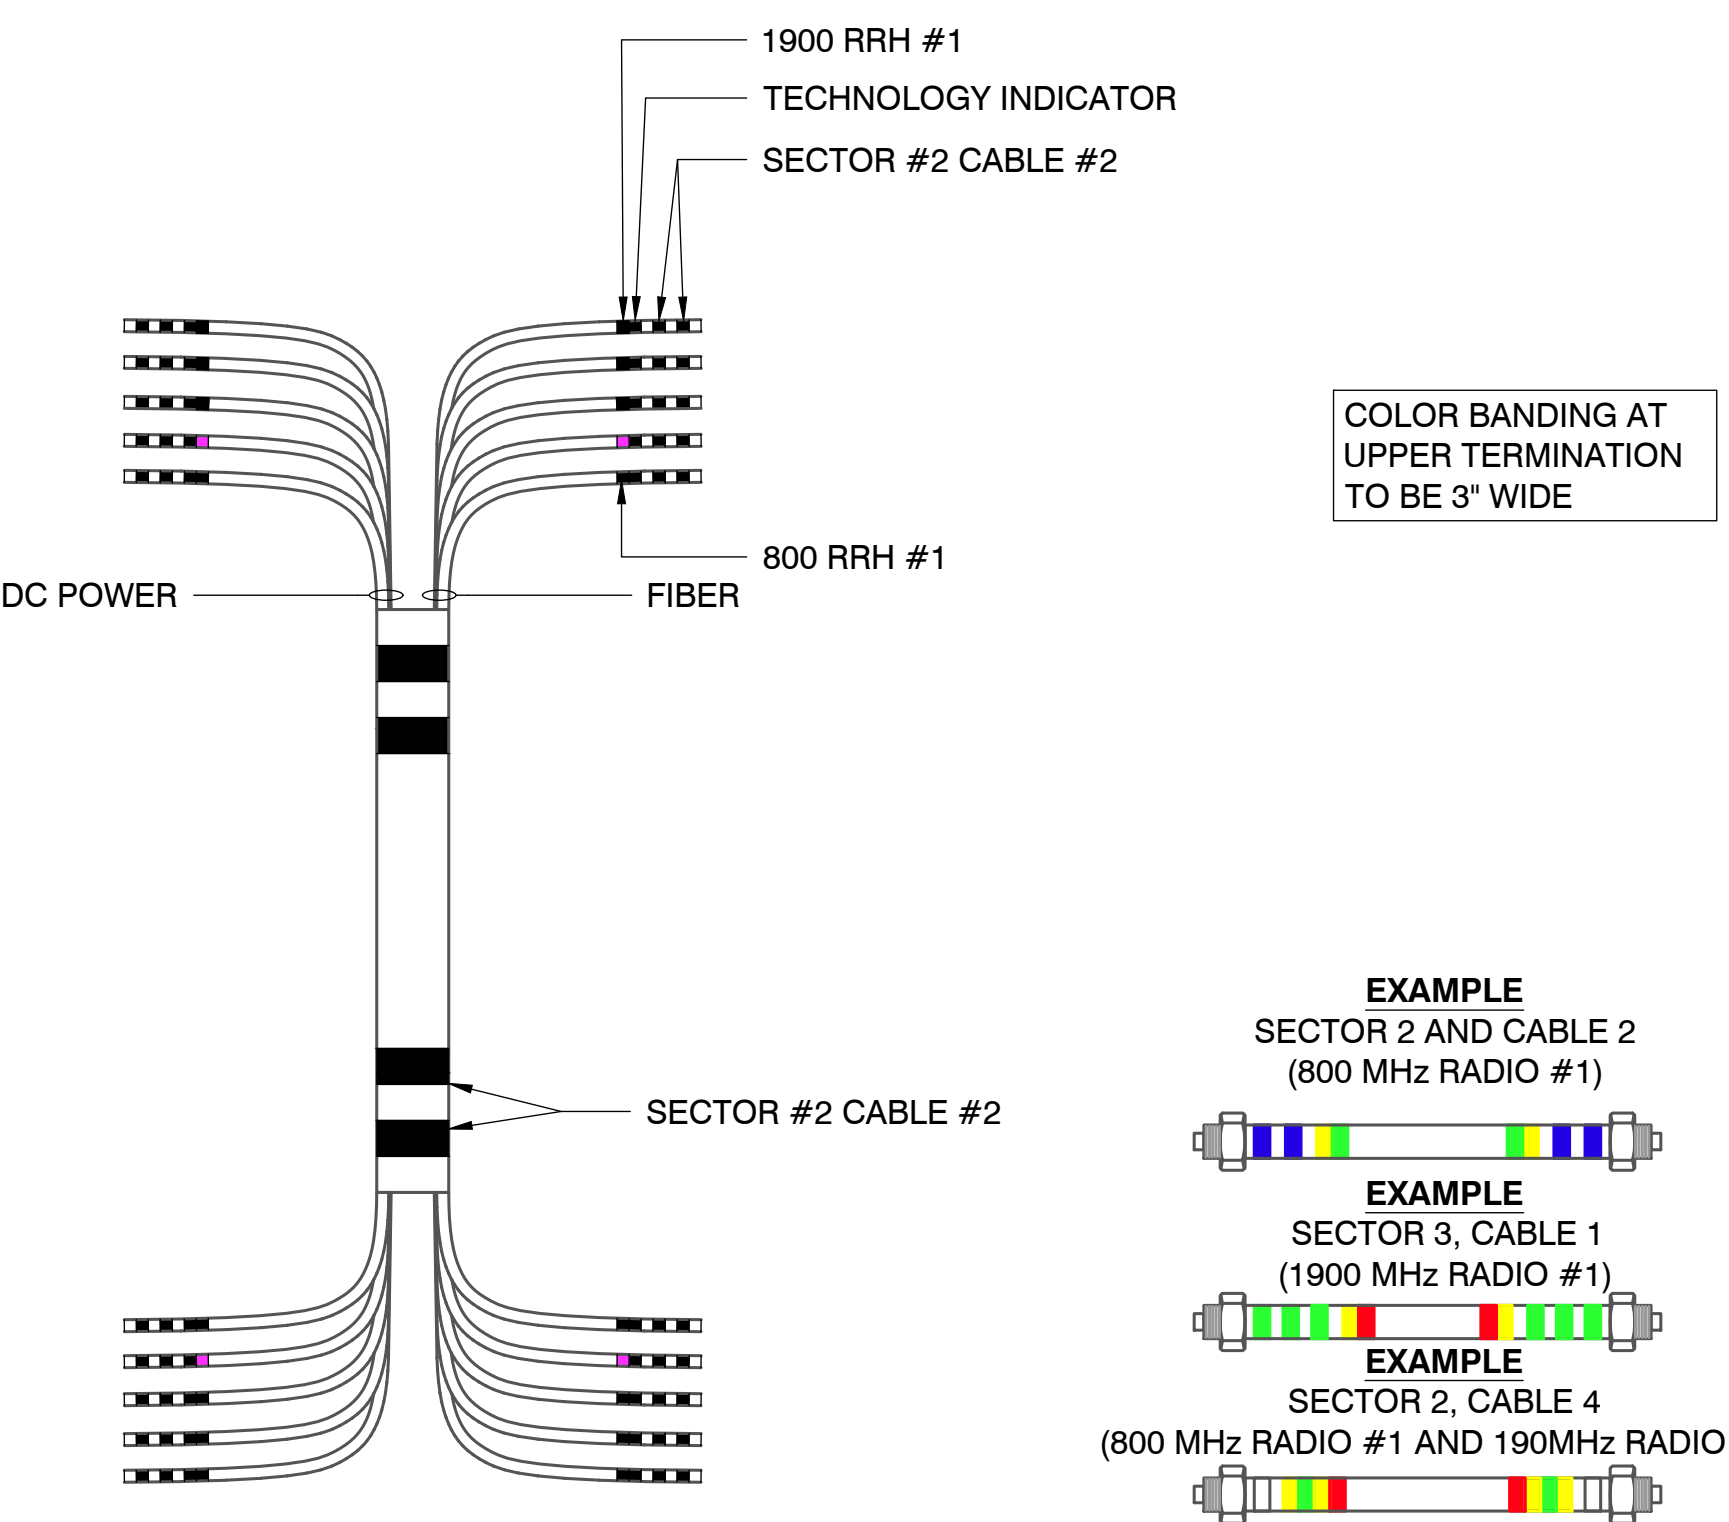 1900 RRH #1
TECHNOLOGY INDICATOR
SECTOR #2 CABLE #2
COLOR BANDING AT
UPPER TERMINATION
TO BE 3" WIDE
800 RRH #1
DC POWER
FIBER
SECTOR #2 CABLE #2
EXAMPLE
SECTOR 2 AND CABLE 2
(800 MHz RADIO #1)
EXAMPLE
SECTOR 3, CABLE 1
(1900 MHz RADIO #1)
EXAMPLE
SECTOR 2, CABLE 4
(800 MHz RADIO #1 AND 190MHz RADIO